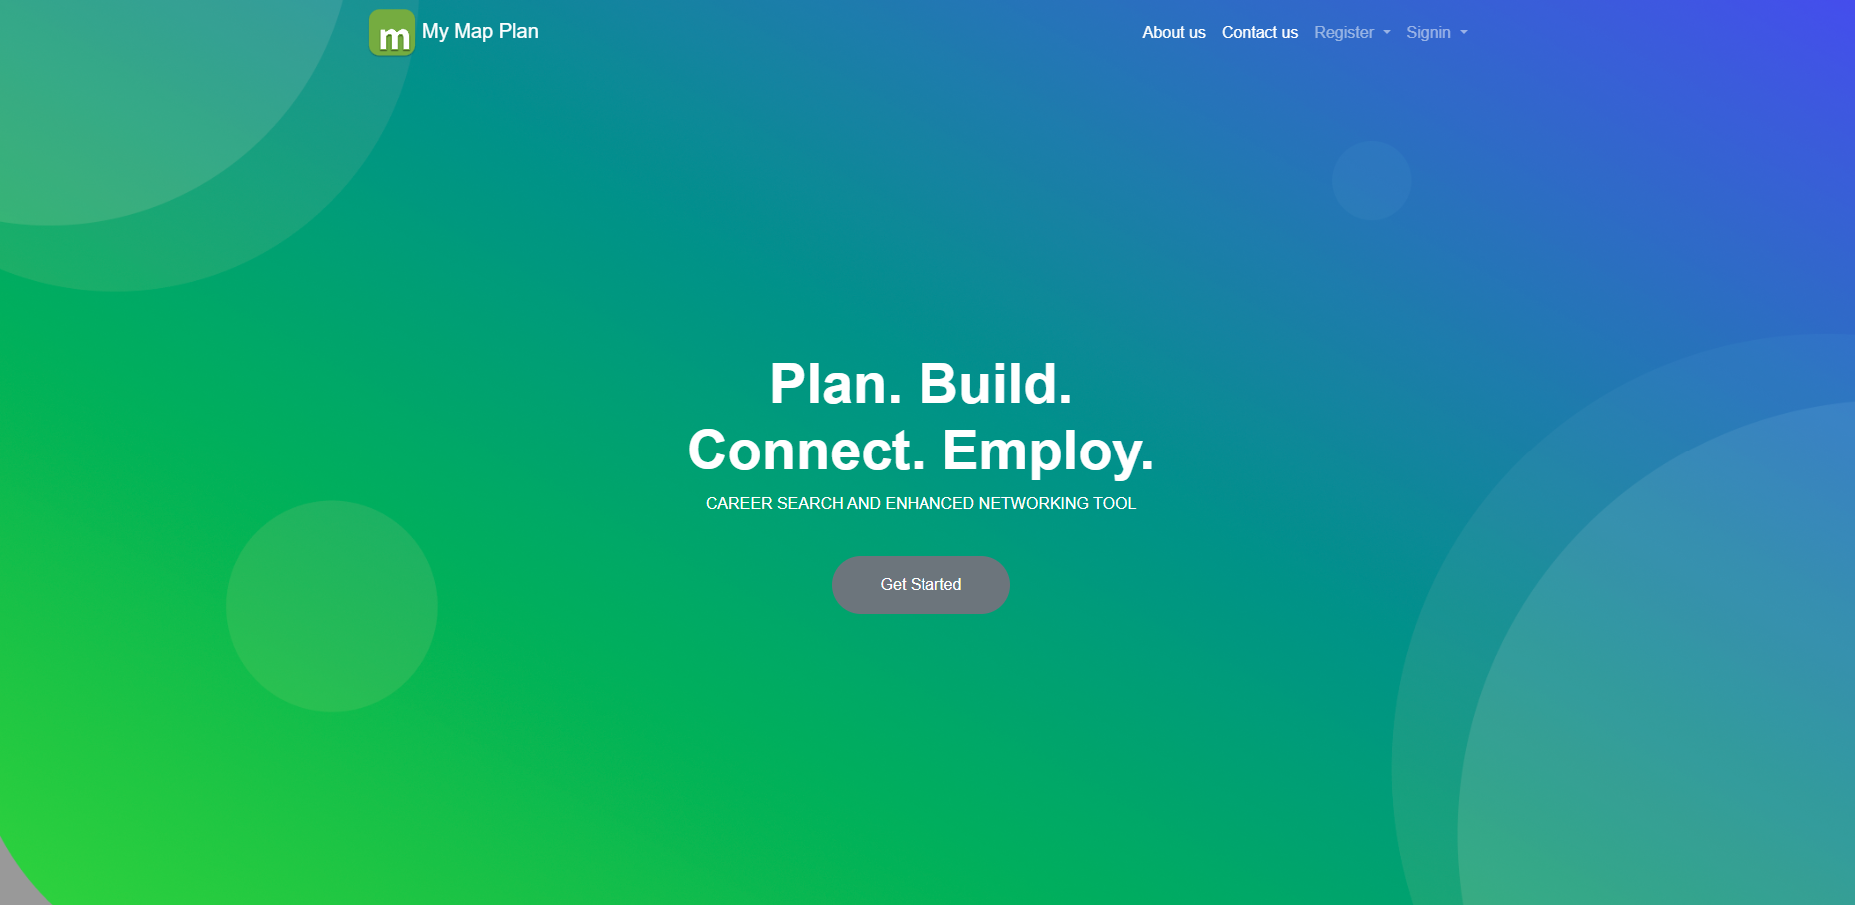 m My Map Plan
About us Contact us Register Signin
Plan. Build.
Connect. Employ.
CAREER SEARCH AND ENHANCED NETWORKING TOOL
Get Started